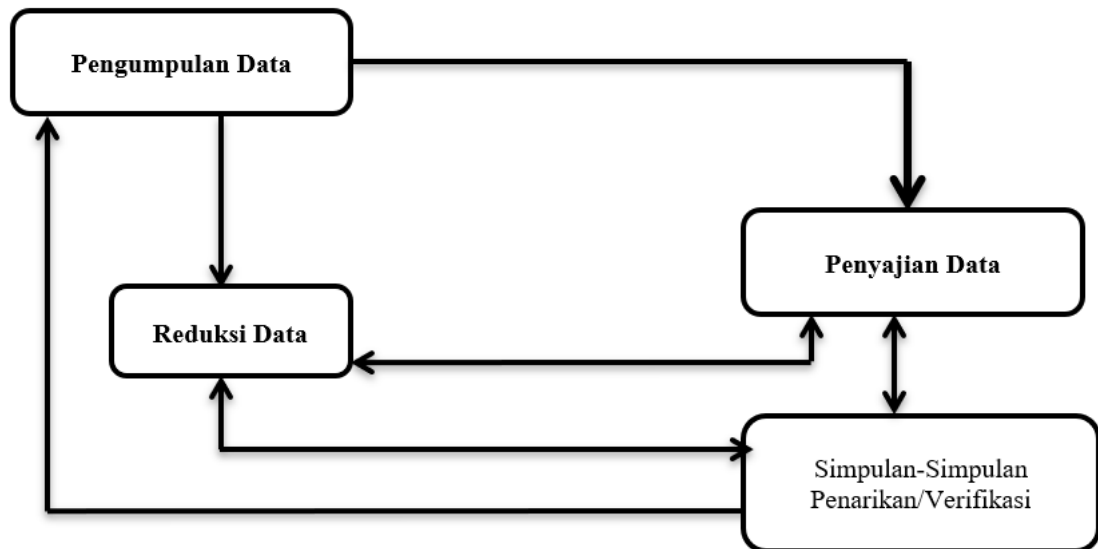 Pengumpulan Data
Penyajian Data
Reduksi Data
Simpulan-Simpulan
Penarikan/Verifikasi